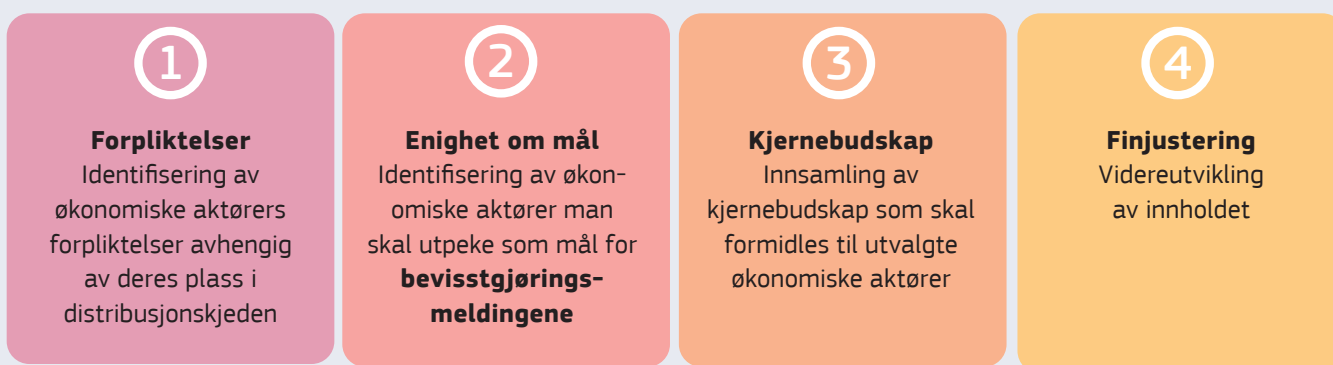 1
Forpliktelser
Identifisering av
økonomiske aktørers
forpliktelser avhengig
av deres plass i
distribusjonskjeden
2
Enighet om mål
Identifisering av økon-
omiske aktører man
skal utpeke som mål for
bevisstgjørings-
meldingene
3
Kjernebudskap
Innsamling av
kjernebudskap som skal
formidles til utvalgte
økonomiske aktører
4
Finjustering
Videreutvikling
av innholdet